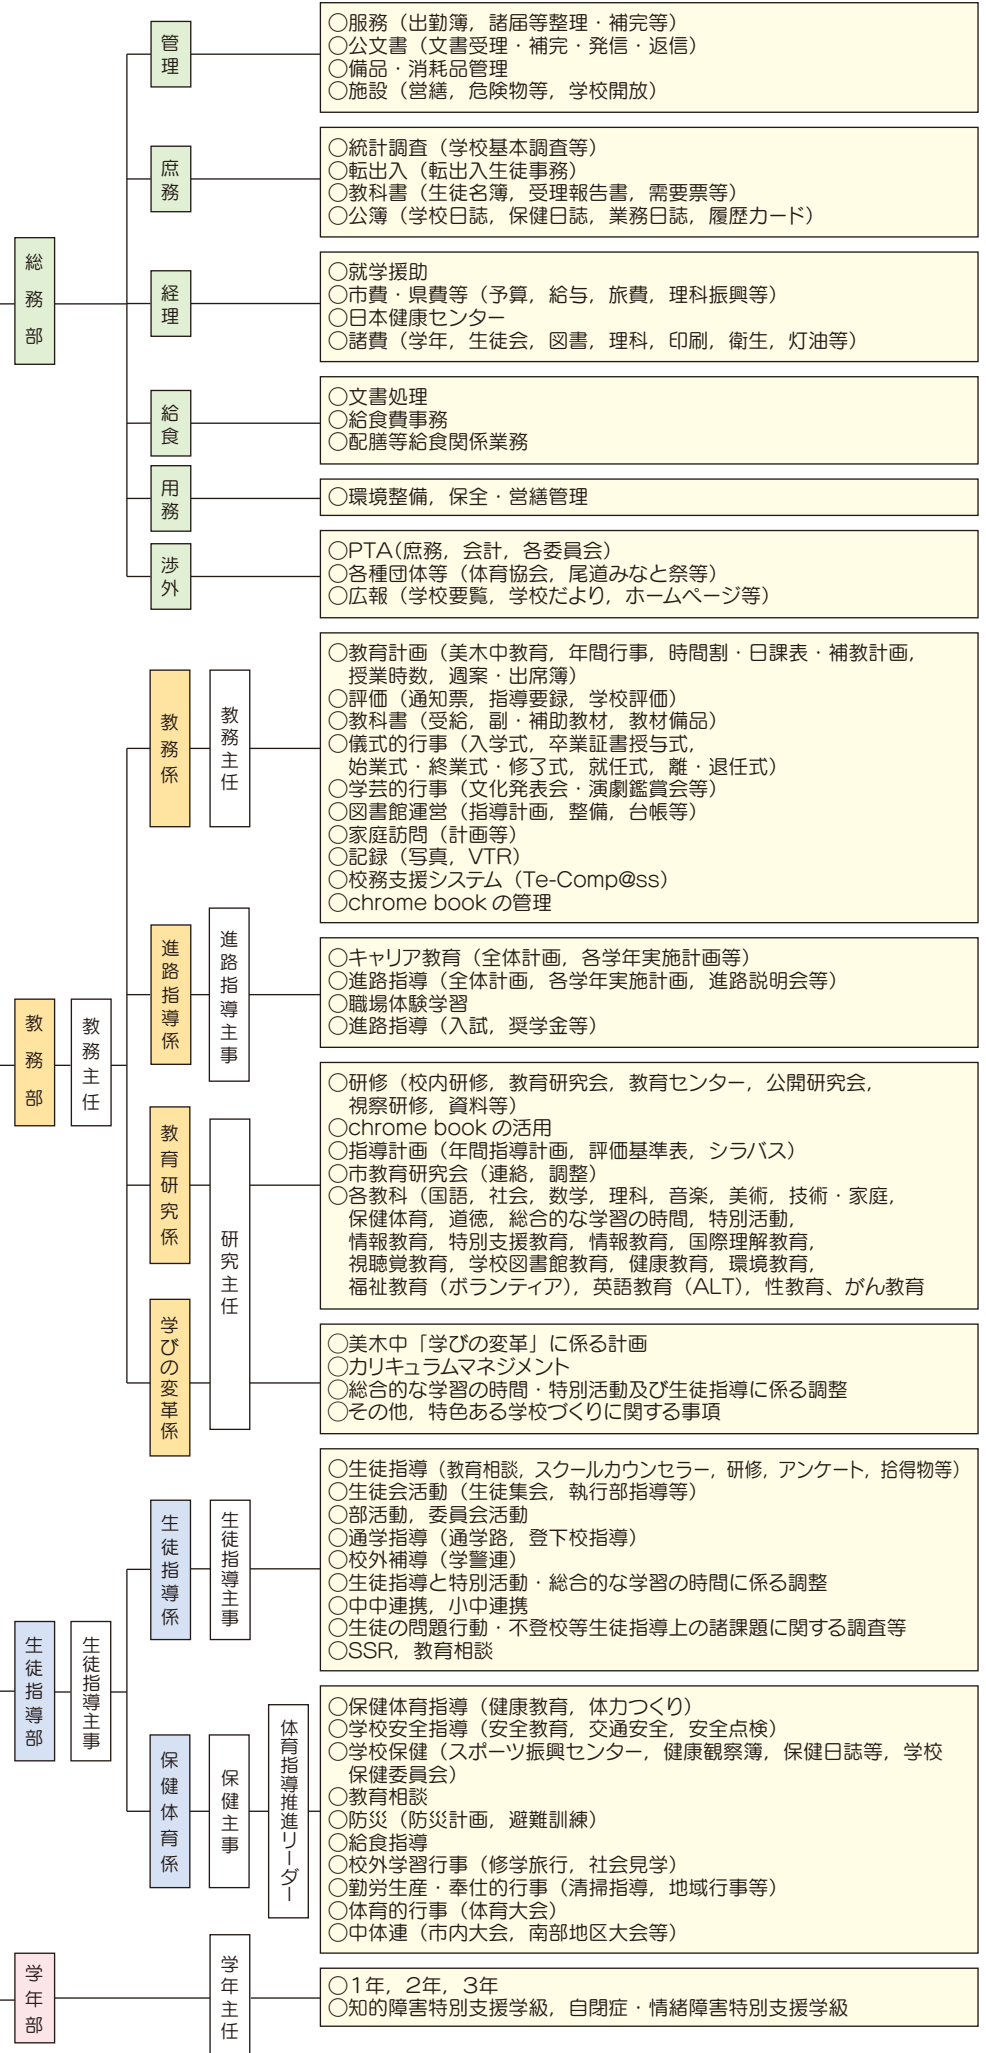 総務部
管理
○服務（出勤簿，諸届等整理・補完等）
○公文書（文書受理・補完・発信・返信）
○備品・消耗品管理
○施設（営繕，危険物等，学校開放）
庶務
○統計調査（学校基本調査等）
○転出入（転出入生徒事務）
○教科書（生徒名簿，受理報告書，需要票等）
○公簿（学校日誌，保健日誌，業務日誌，履歴カード）
経理
○就学援助
○市費・県費等（予算，給与，旅費，理科振興等）
○日本健康センター
○諸費（学年，生徒会，図書，理科，印刷，衛生，灯油等）
給食
○文書処理
○給食費事務
○配膳等給食関係業務
用務
○環境整備，保全・営繕管理
渉外
○PTA（庶務，会計，各委員会）
○各種団体等（体育協会，尾道みなと祭等）
○広報（学校要覧，学校だより，ホームページ等）
教務部
教務主任
教務係
教務主任
○教育計画（美木中教育，年間行事，時間割・日課表・補教計画，
授業時数，週案・出席簿）
○評価（通知票，指導要録，学校評価）
○教科書（受給，副・補助教材，教材備品）
○儀式的行事（入学式，卒業証書授与式，
始業式・終業式・修了式，就任式，離・退任式）
○学芸的行事（文化発表会・演劇鑑賞会等）
○図書館運営（指導計画，整備，台帳等）
○家庭訪問（計画等）
○記録（写真，VTR）
○校務支援システム（Te-Comp@ss）
○chrome book の管理
進路指導係
進路指導主事
○キャリア教育（全体計画，各学年実施計画等）
○進路指導（全体計画，各学年実施計画，進路説明会等）
○職場体験学習
○進路指導（入試，奨学金等）
教育研究係
研究主任
○研修（校内研修，教育研究会，教育センター，公開研究会，
視察研修，資料等）
○chrome book の活用
○指導計画（年間指導計画，評価基準表，シラバス）
○市教育研究会（連絡，調整）
○各教科（国語，社会，数学，理科，音楽，美術，技術・家庭，
保健体育，道徳，総合的な学習の時間，特別活動，
情報教育，特別支援教育，情報教育，国際理解教育，
視聴覚教育，学校図書館教育，健康教育，環境教育，
福祉教育（ボランティア），英語教育（ALT），性教育、がん教育
学びの変革係
○美木中「学びの変革」に係る計画
○カリキュラムマネジメント
○総合的な学習の時間・特別活動及び生徒指導に係る調整
○その他，特色ある学校づくりに関する事項
生徒指導部
生徒指導主事
生徒指導係
生徒指導主事
○生徒指導（教育相談，スクールカウンセラー，研修，アンケート，拾得物等）
○生徒会活動（生徒集会，執行部指導等）
○部活動，委員会活動
○通学指導（通学路，登下校指導）
○校外補導（学警連）
○生徒指導と特別活動・総合的な学習の時間に係る調整
○中中連携，小中連携
○生徒の問題行動・不登校等生徒指導上の諸課題に関する調査等
○SSR，教育相談
保健体育係
保健主事
体育指導推進リーダー
○保健体育指導（健康教育，体力つくり）
○学校安全指導（安全教育，交通安全，安全点検）
○学校保健（スポーツ振興センター，健康観察簿，保健日誌等，学校
保健委員会）
○教育相談
○防災（防災計画，避難訓練）
○給食指導
○校外学習行事（修学旅行，社会見学）
○勤労生産・奉仕的行事（清掃指導，地域行事等）
○体育的行事（体育大会）
○中体連（市内大会，南部地区大会等）
学年部
学年主任
○1年，2年，3年
○知的障害特別支援学級，自閉症・情緒障害特別支援学級